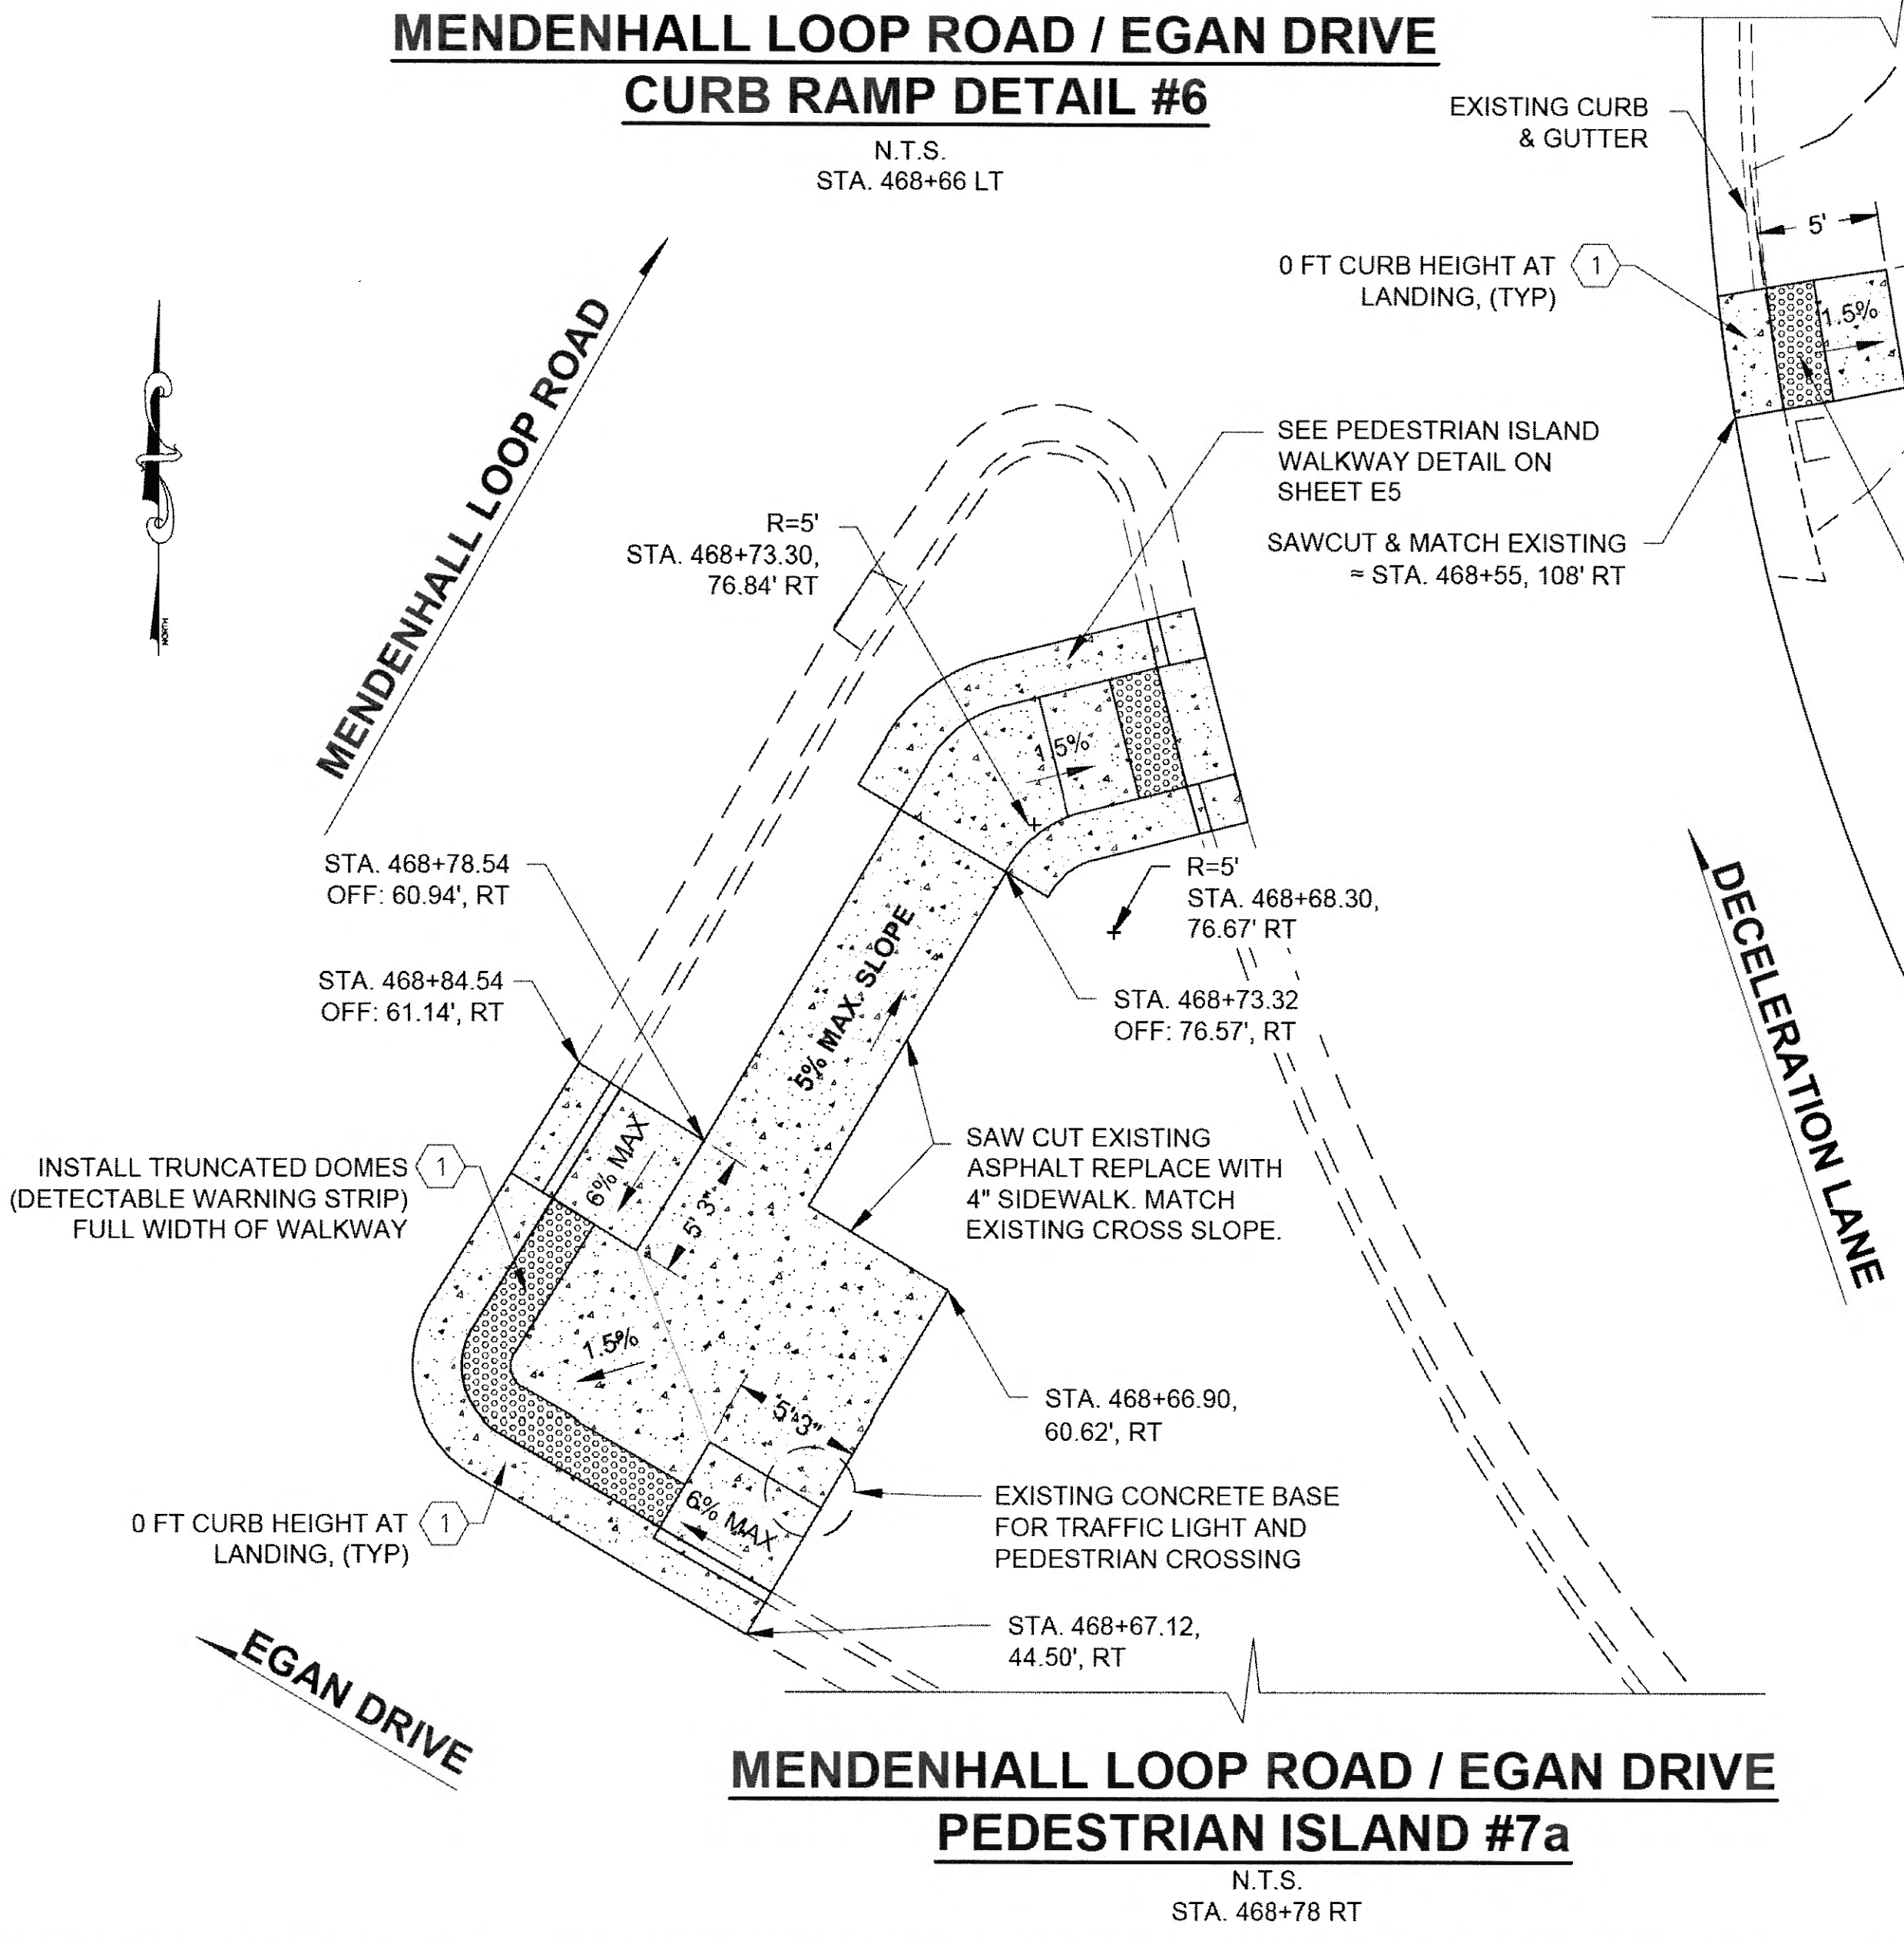 MENDENHALL LOOP ROAD / EGAN DRIVE
CURB RAMP DETAIL #6
N.T.S.
STA. 468+66 LT
EXISTING CURB
& GUTTER
5'
0 FT CURB HEIGHT AT
LANDING, (TYP)
1
1.5%
MENDENHALL LOOP ROAD
NORTH
SEE PEDESTRIAN ISLAND
WALKWAY DETAIL ON
SHEET E5
R=5'
STA. 468+73.30,
76.84' RT
SAWCUT & MATCH EXISTING
≈ STA. 468+55, 108' RT
1.5%
STA. 468+78.54
OFF: 60.94', RT
R=5'
STA. 468+68.30,
76.67' RT
DECELERATION LANE
5% MAX. SLOPE
STA. 468+84.54
OFF: 61.14', RT
STA. 468+73.32
OFF: 76.57', RT
INSTALL TRUNCATED DOMES
(DETECTABLE WARNING STRIP)
FULL WIDTH OF WALKWAY
1
6% MAX
5' 3"
SAW CUT EXISTING
ASPHALT REPLACE WITH
4" SIDEWALK. MATCH
EXISTING CROSS SLOPE.
1.5%
5'-3"
STA. 468+66.90,
60.62', RT
0 FT CURB HEIGHT AT
LANDING, (TYP)
1
6% MAX
EXISTING CONCRETE BASE
FOR TRAFFIC LIGHT AND
PEDESTRIAN CROSSING
STA. 468+67.12,
44.50', RT
EGAN DRIVE
MENDENHALL LOOP ROAD / EGAN DRIVE
PEDESTRIAN ISLAND #7a
N.T.S.
STA. 468+78 RT